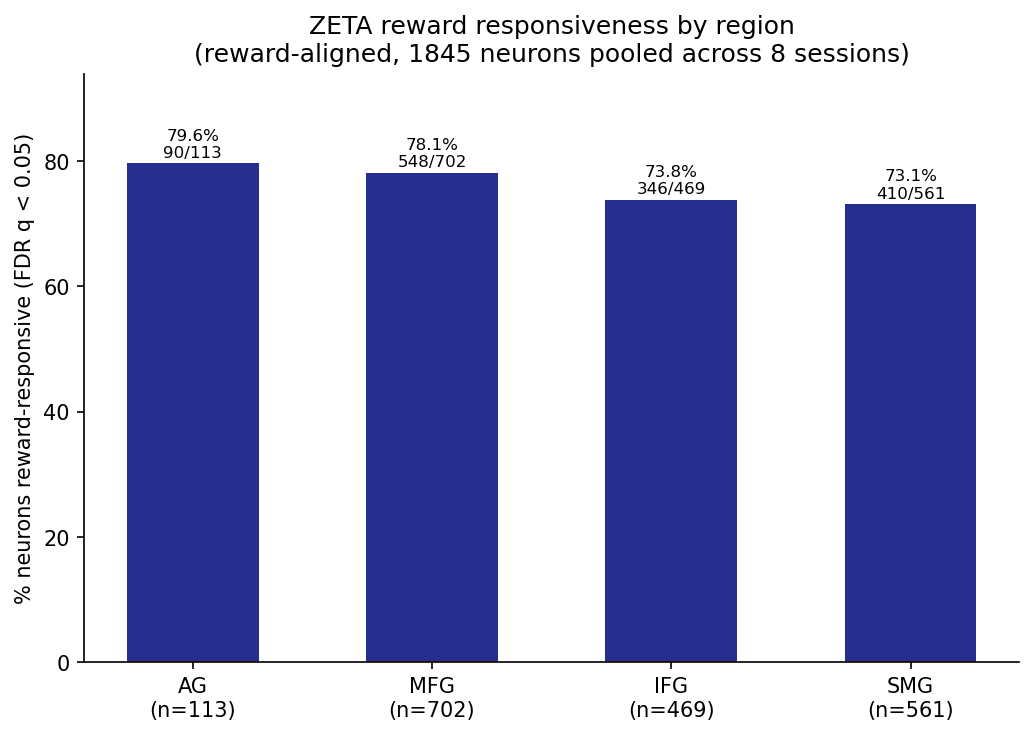 ZETA reward responsiveness by region
(reward-aligned, 1845 neurons pooled across 8 sessions)
% neurons reward-responsive (FDR q < 0.05)
80
60
40
20
0
79.6%
90/113
78.1%
548/702
73.8%
346/469
73.1%
410/561
AG
(n=113)
MFG
(n=702)
IFG
(n=469)
SMG
(n=561)